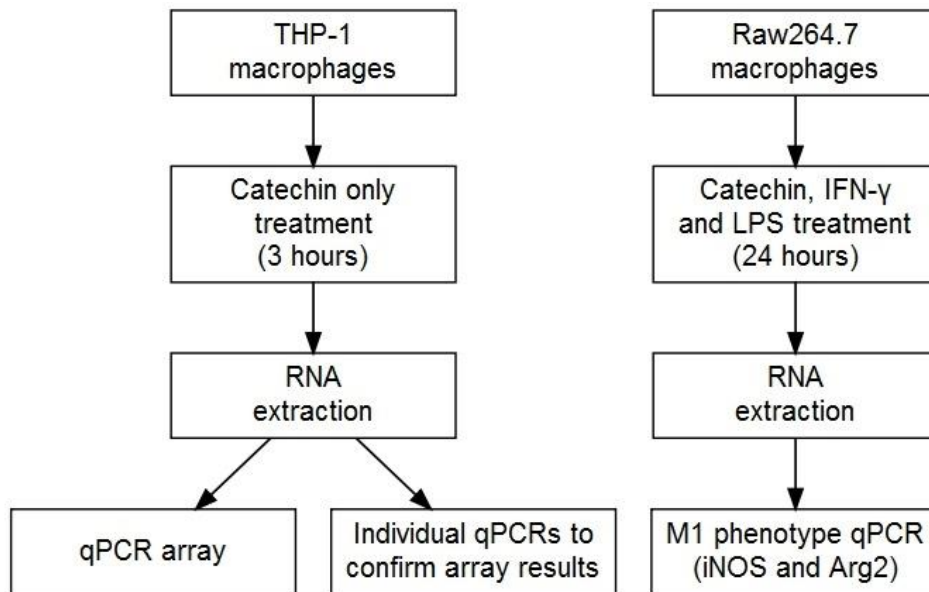 THP-1
macrophages
Catechin only
treatment
(3 hours)
RNA
extraction
qPCR array
Individual qPCRs to
confirm array results
Raw264.7
macrophages
Catechin, IFN-γ
and LPS treatment
(24 hours)
RNA
extraction
M1 phenotype qPCR
(iNOS and Arg2)